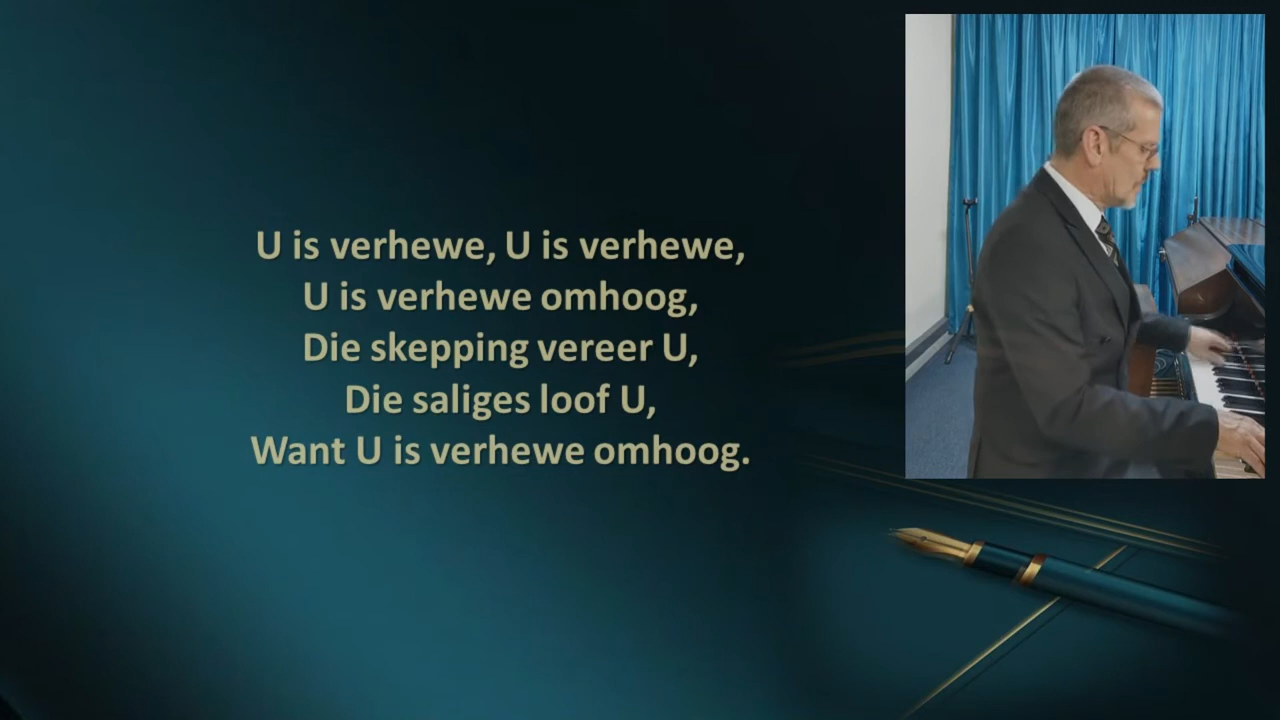 U is verhewe, U is verhewe,
U is verhewe omhoog,
Die skepping vereer U,
Die saliges loof U,
Want U is verhewe omhoog.